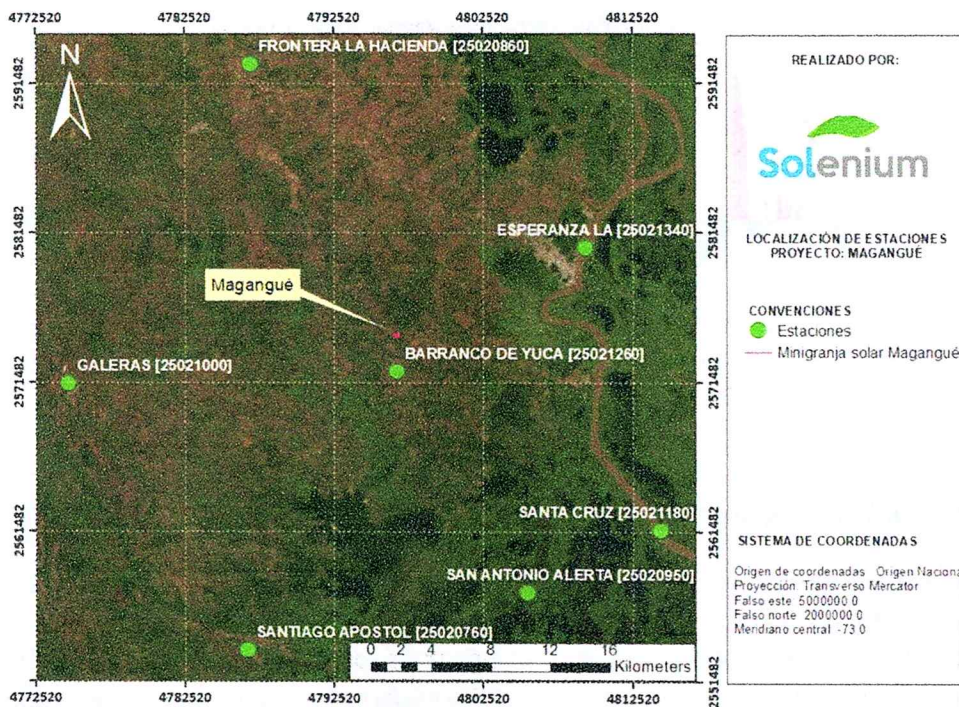 4772520 4782520 4792520 4802520 4812520
FRONTERA LA HACIENDA [25020860]
N
2591482 2591482
ESPERANZA LA [25021340]
2581482 2581482
Magangué
BARRANCO DE YUCA [25021260]
GALERAS [25021000]
2571482 2571482
SANTA CRUZ [25021180]
2561482 2561482
SAN ANTONIO ALERTA [25020950]
SANTIAGO APOSTOL [25020760]
0 2 4 8 12 16
Kilometers
2551482
4772520 4782520 4792520 4802520 4812520
REALIZADO POR:
Solenium
LOCALIZACIÓN DE ESTACIONES
PROYECTO: MAGANGUÉ
CONVENCIONES
Estaciones
Minigranja solar Magangué
SISTEMA DE COORDENADAS
Origen de coordenadas Origen Naciona
Proyección Transverso Mercator
Falso este 5000000 0
Falso norte 2000000 0
Meridiano central -73 0